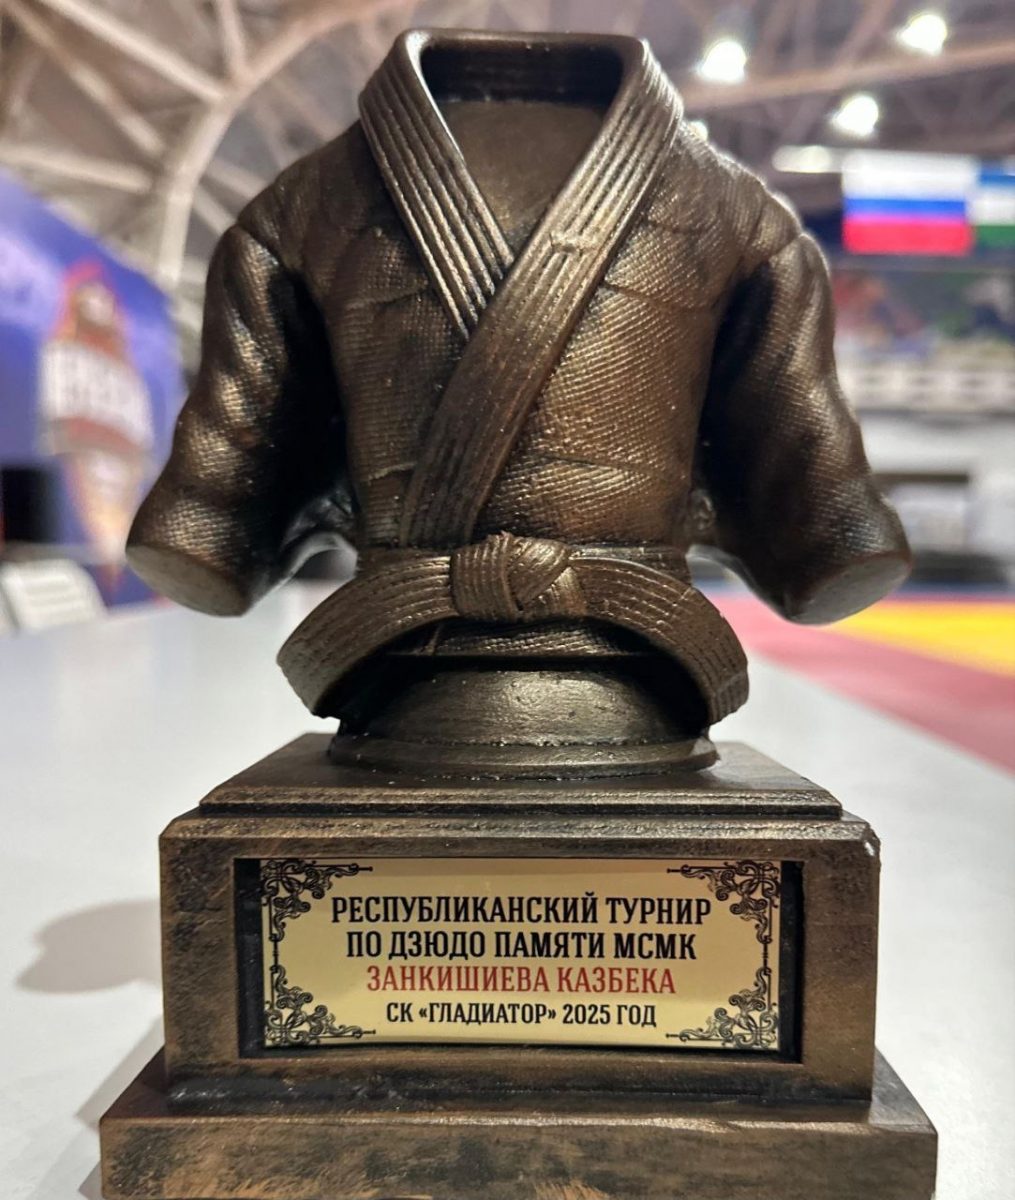 РЕСПУБЛИКАНСКИЙ ТУРНИР
ПО ДЗЮДО ПАМЯТИ МСМК
ЗАНКИШИЕВА КАЗБЕКА
СК «ГЛАДИАТОР» 2025 ГОД